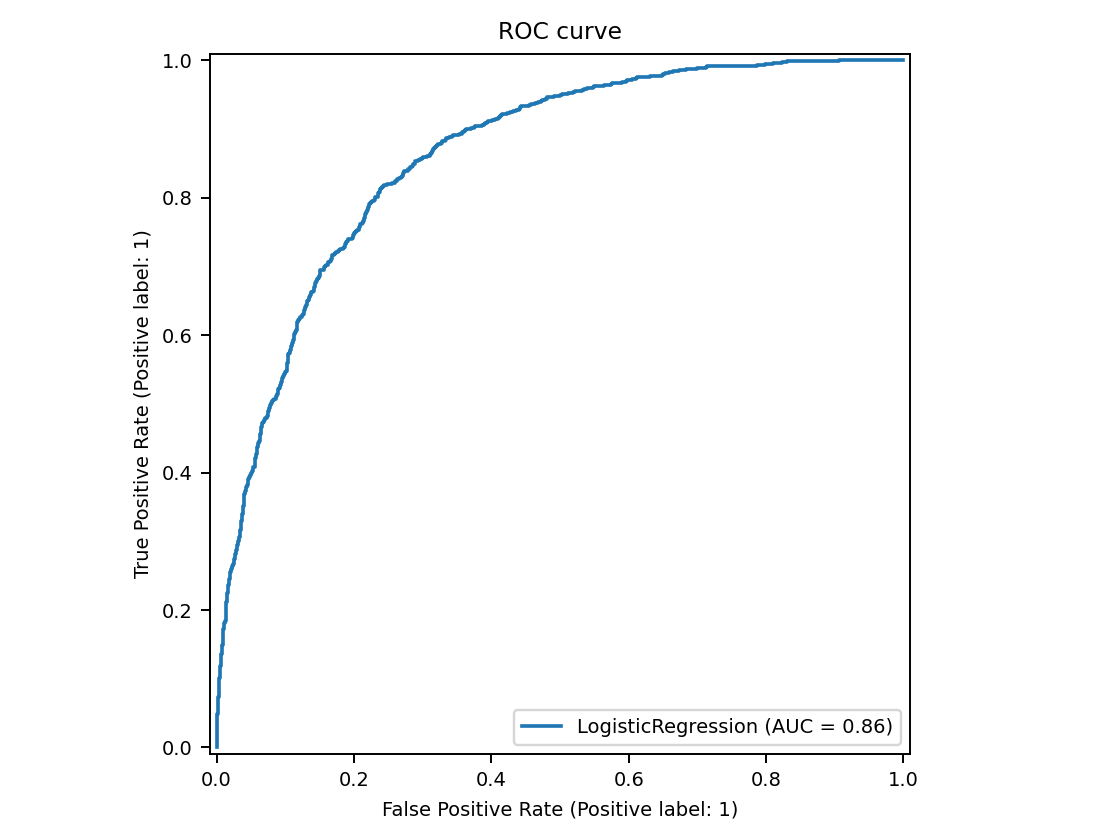 ROC curve
True Positive Rate (Positive label: 1)
1.0
0.8
0.6
0.4
0.2
0.0
LogisticRegression (AUC = 0.86)
0.0 0.2 0.4 0.6 0.8 1.0
False Positive Rate (Positive label: 1)